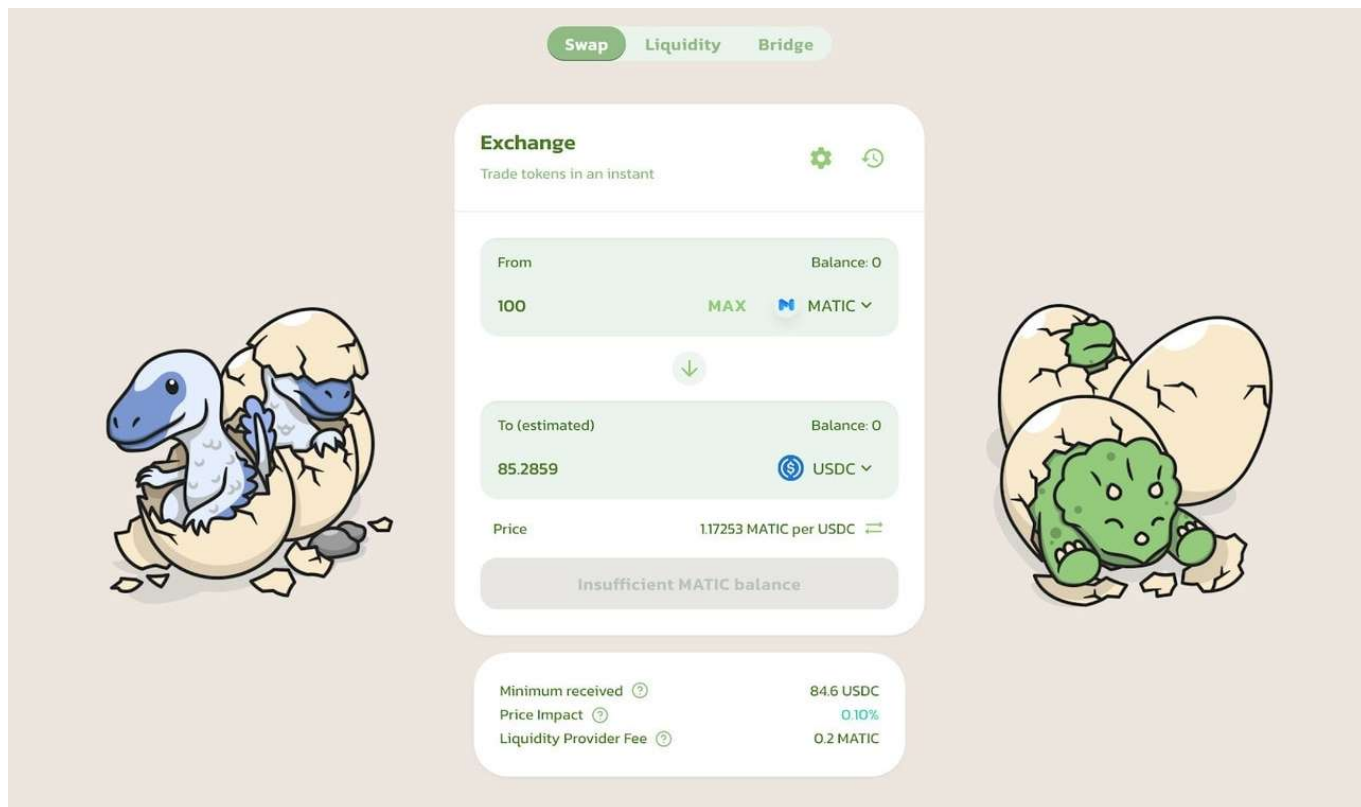 Swap Liquidity Bridge
Exchange
Trade tokens in an instant
From Balance: 0
100 MAX MATIC
To (estimated) Balance: 0
85.2859 USDC
Price 1.17253 MATIC per USDC
Insufficient MATIC balance
Minimum received ? 84.6 USDC
Price Impact ? 0.10%
Liquidity Provider Fee ? 0.2 MATIC